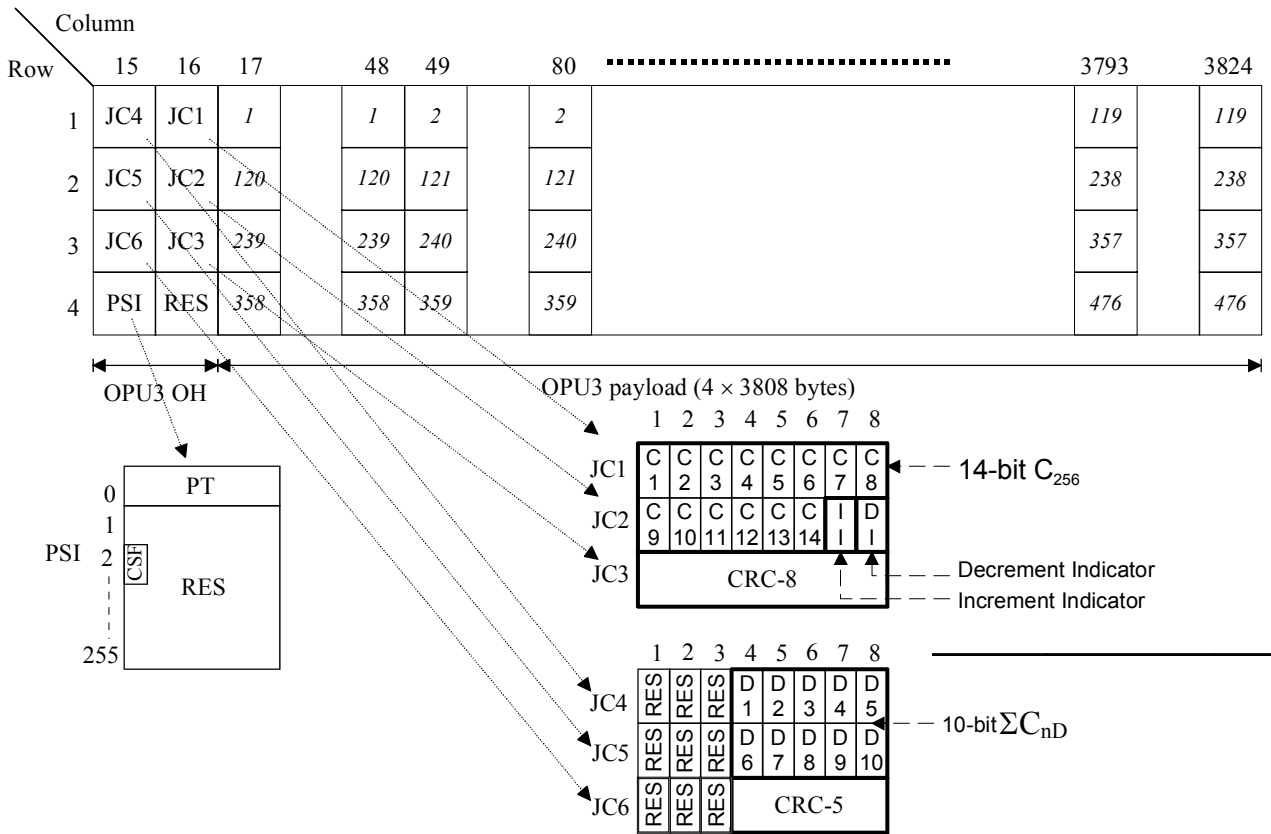 Column
Row 15 16 17 48 49 80 3793 3824
1 JC4 JC1 1 1 2 2 119 119
2 JC5 JC2 120 120 121 121 238 238
3 JC6 JC3 239 239 240 240 357 357
4 PSI RES 358 358 359 359 476 476
OPU3 OH
OPU3 payload (4 × 3808 bytes)
1 2 3 4 5 6 7 8
JC1 C1 C2 C3 C4 C5 C6 C7 C8
14-bit C256
JC2 C9 C10 C11 C12 C13 C14 II DI
JC3 CRC-8
Decrement Indicator
Increment Indicator
0 PT
1
PSI 2 CSF
RES
255
1 2 3 4 5 6 7 8
JC4 RES RES RES D1 D2 D3 D4 D5
10-bit ΣCnD
JC5 RES RES RES D6 D7 D8 D9 D10
JC6 RES RES RES CRC-5